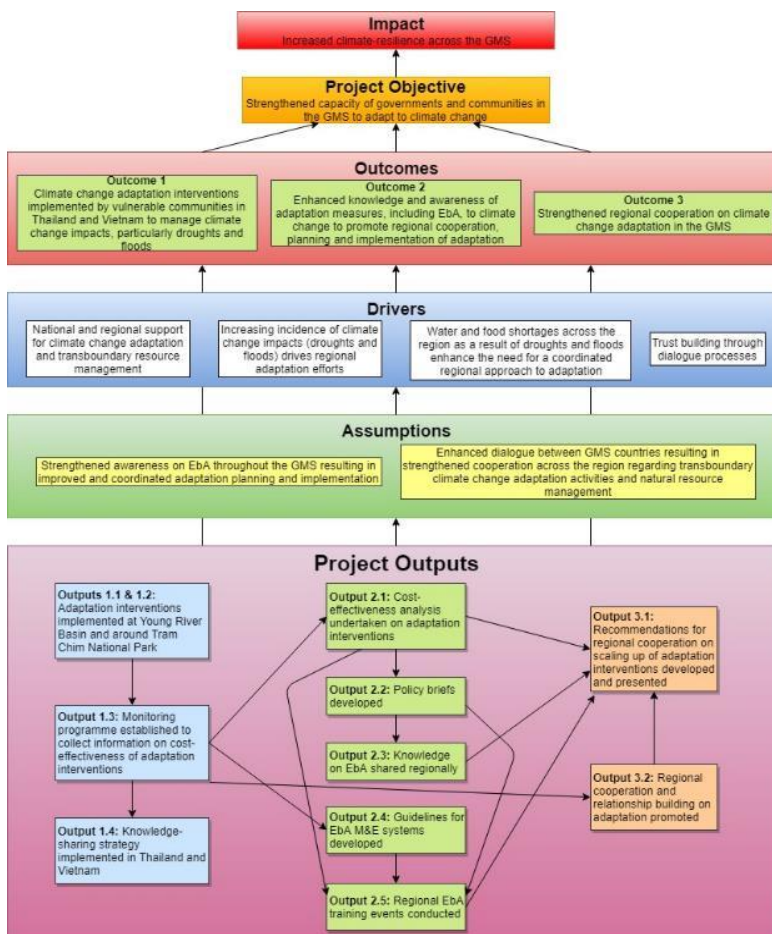 Impact
Increased climate-resilience across the GMS
Project Objective
Strengthened capacity of governments and communities in
the GMS to adapt to climate change
Outcomes
Outcome 1
Climate change adaptation interventions
implemented by vulnerable communities in
Thailand and Vietnam to manage climate
change impacts, particularly droughts and
floods
Outcome 2
Enhanced knowledge and awareness of
adaptation measures, including EbA, to climate
change to promote regional cooperation,
planning and implementation of adaptation
Outcome 3
Strengthened regional cooperation on climate
change adaptation in the GMS
Drivers
National and regional support
for climate change adaptation
and transboundary resource
management
Increasing incidence of climate
change impacts (droughts and
floods) drives regional
adaptation efforts
Water and food shortages across the
region as a result of droughts and floods
enhance the need for a coordinated
regional approach to adaptation
Trust building through
dialogue processes
Assumptions
Strengthened awareness on EbA throughout the GMS resulting in
improved and coordinated adaptation planning and implementation
Enhanced dialogue between GMS countries resulting in
strengthened cooperation across the region regarding transboundary
climate change adaptation activities and natural resource
management
Project Outputs
Outputs 1.1 & 1.2:
Adaptation interventions
implemented at Young River
Basin and around Tram
Chim National Park
Output 1.3: Monitoring
programme established to
collect information on cost-
effectiveness of adaptation
interventions
Output 1.4: Knowledge-
sharing strategy
implemented in Thailand and
Vietnam
Output 2.1: Cost-
effectiveness analysis
undertaken on adaptation
interventions
Output 2.2: Policy briefs
developed
Output 2.3: Knowledge
on EbA shared regionally
Output 2.4: Guidelines for
EbA M&E systems
developed
Output 2.5: Regional EbA
training events conducted
Output 3.1:
Recommendations for
regional cooperation on
scaling up of adaptation
interventions developed
and presented
Output 3.2: Regional
cooperation and
relationship building on
adaptation promoted